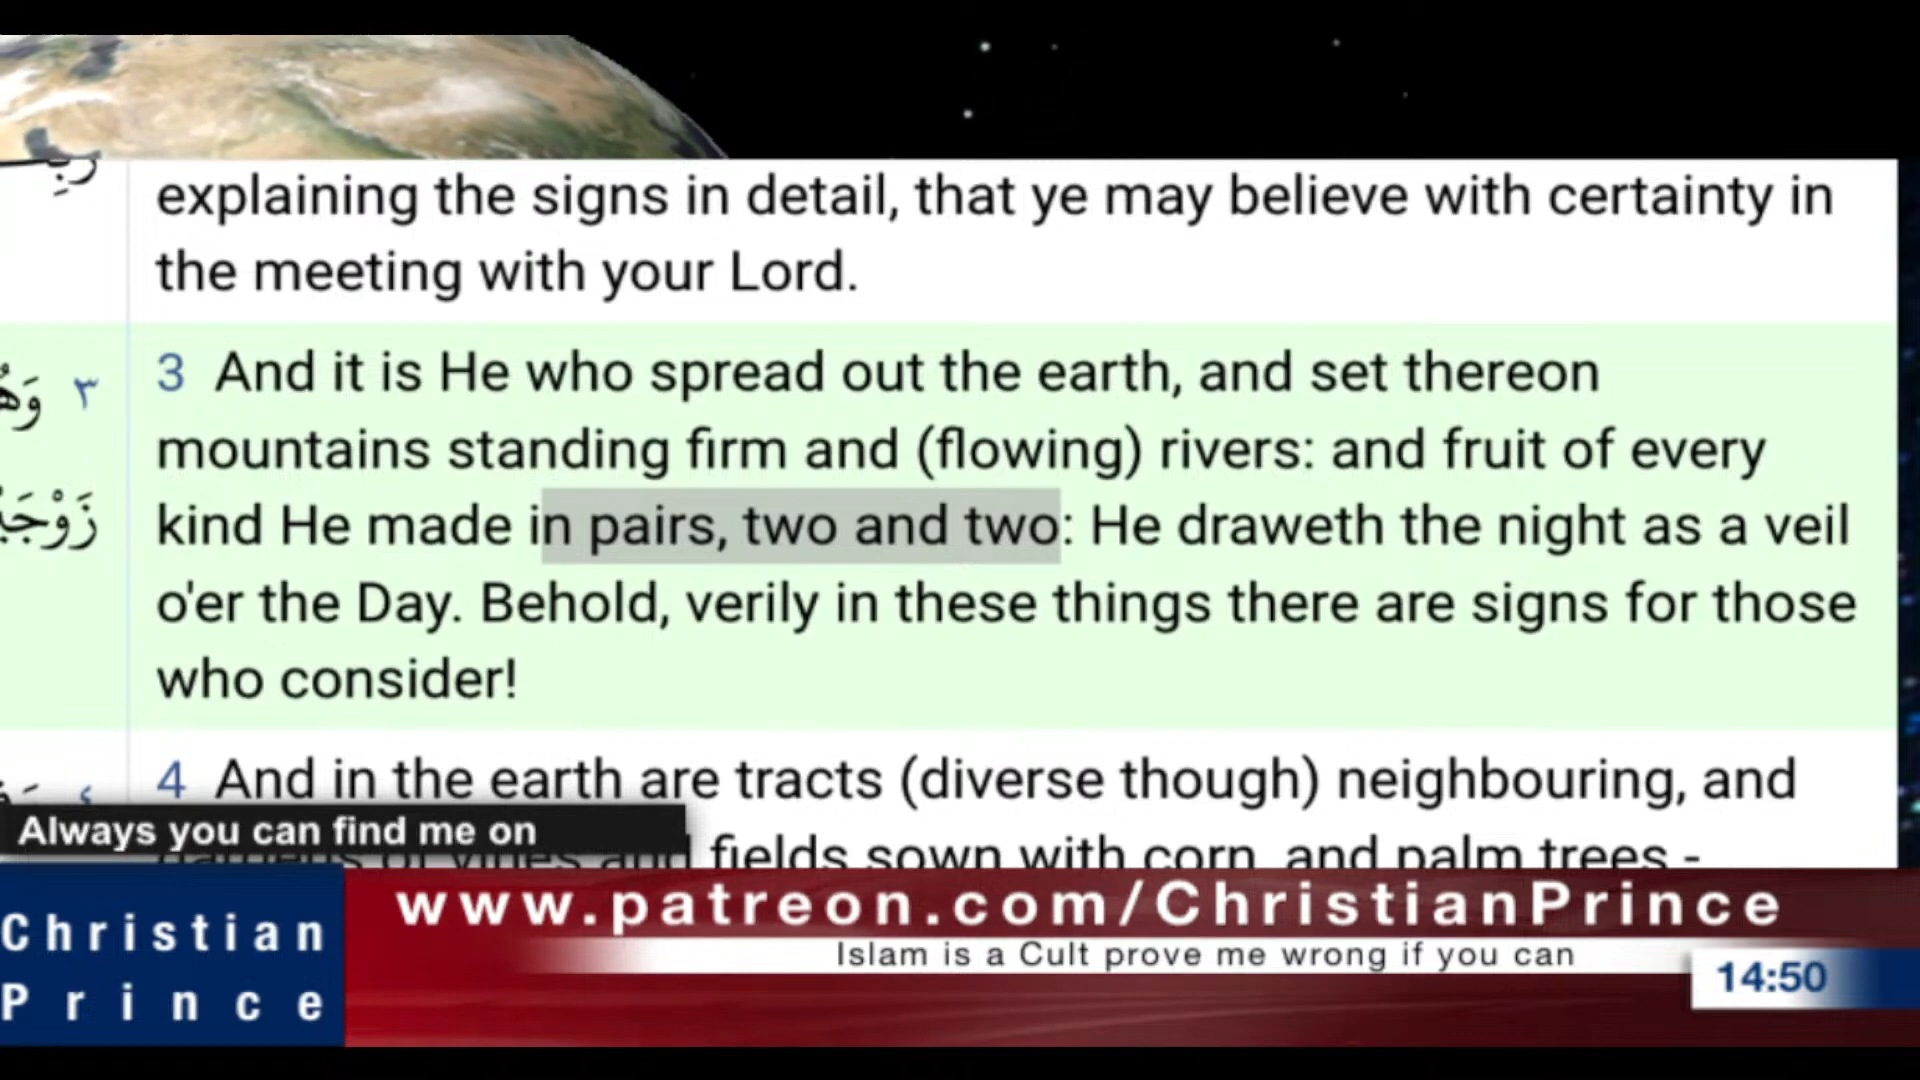 explaining the signs in detail, that ye may believe with certainty in
the meeting with your Lord.
٣
3 And it is He who spread out the earth, and set thereon
mountains standing firm and (flowing) rivers: and fruit of every
kind He made in pairs, two and two: He draweth the night as a veil
o'er the Day. Behold, verily in these things there are signs for those
who consider!
4 And in the earth are tracts (diverse though) neighbouring, and
gardens of vines and fields sown with corn, and palm trees -
Always you can find me on
Christian
Prince
www.patreon.com/ChristianPrince
Islam is a Cult prove me wrong if you can
14:50